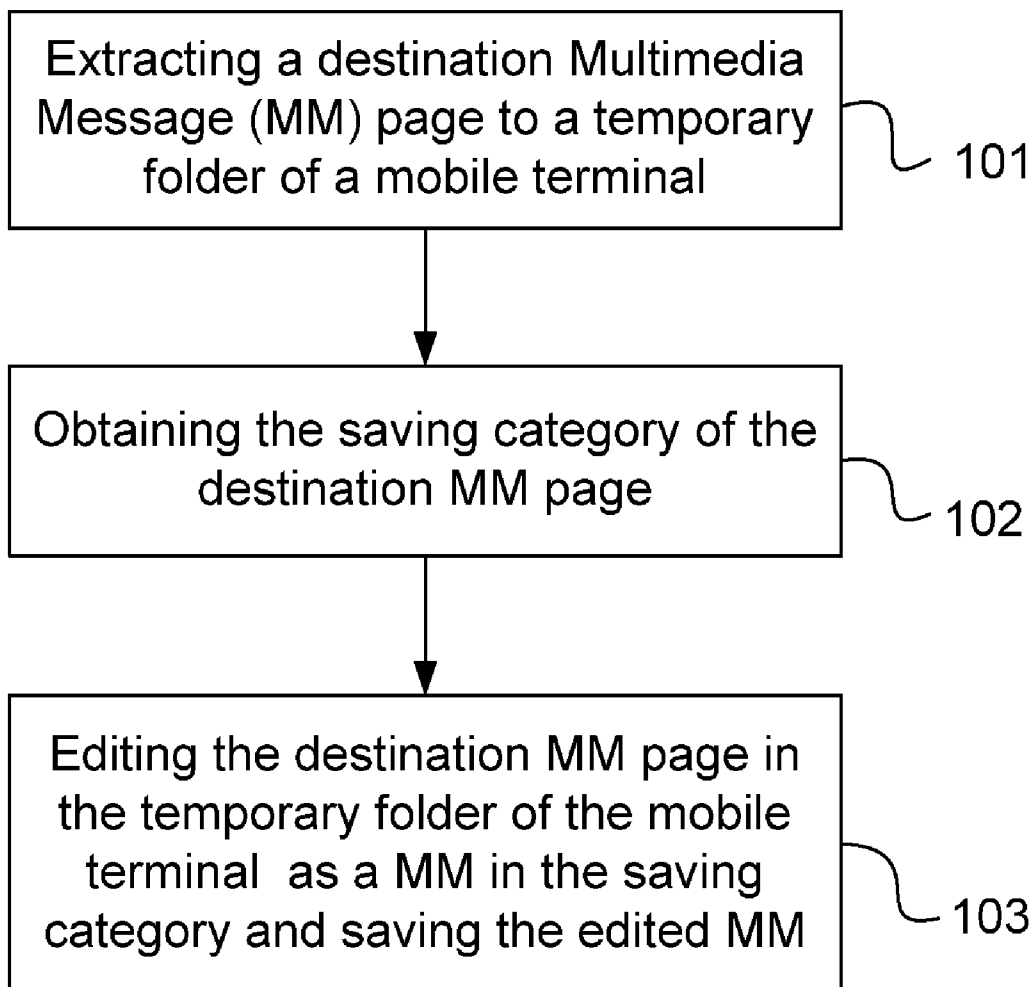 Extracting a destination Multimedia
Message (MM) page to a temporary
folder of a mobile terminal
101
Obtaining the saving category of the
destination MM page
102
Editing the destination MM page in
the temporary folder of the mobile
terminal  as a MM in the saving
category and saving the edited MM
103